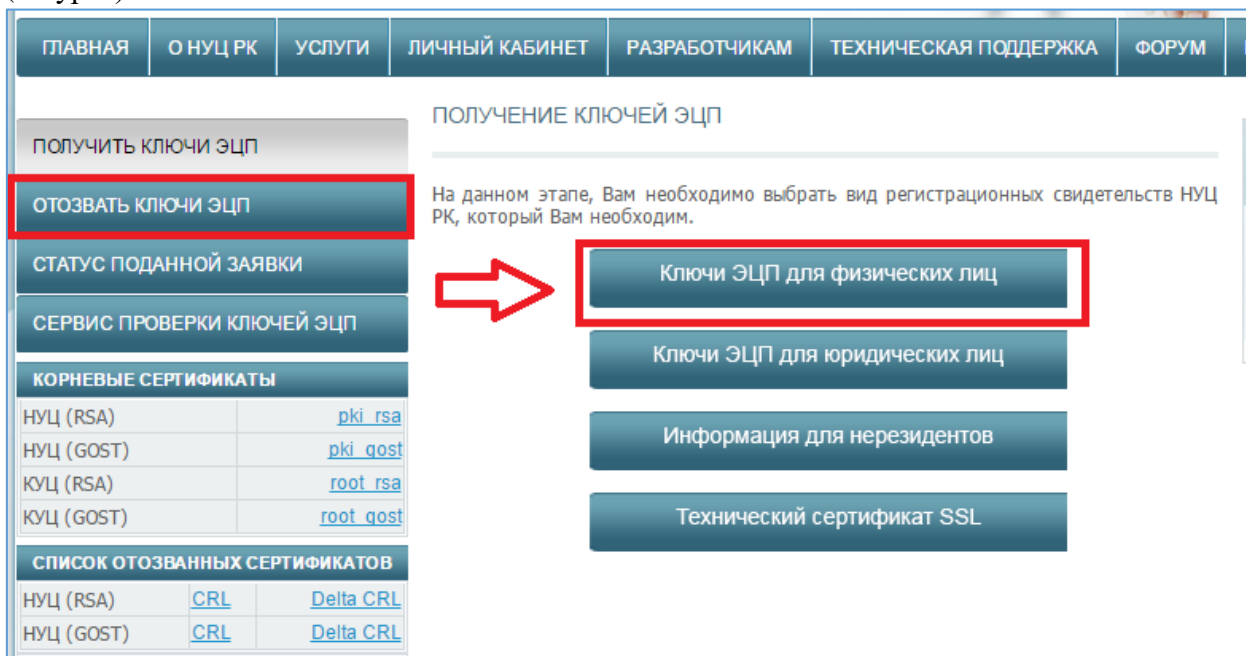 ГЛАВНАЯ О НУЦ РК УСЛУГИ ЛИЧНЫЙ КАБИНЕТ РАЗРАБОТЧИКАМ ТЕХНИЧЕСКАЯ ПОДДЕРЖКА ФОРУМ
ПОЛУЧИТЬ КЛЮЧИ ЭЦП
ОТОЗВАТЬ КЛЮЧИ ЭЦП
СТАТУС ПОДАННОЙ ЗАЯВКИ
СЕРВИС ПРОВЕРКИ КЛЮЧЕЙ ЭЦП
КОРНЕВЫЕ СЕРТИФИКАТЫ
НУЦ (RSA) pki_rsa
НУЦ (GOST) pki_gost
КУЦ (RSA) root_rsa
КУЦ (GOST) root_gost
СПИСОК ОТОЗВАННЫХ СЕРТИФИКАТОВ
НУЦ (RSA) CRL Delta CRL
НУЦ (GOST) CRL Delta CRL
ПОЛУЧЕНИЕ КЛЮЧЕЙ ЭЦП
На данном этапе, Вам необходимо выбрать вид регистрационных свидетельств НУЦ
РК, который Вам необходим.
Ключи ЭЦП для физических лиц
Ключи ЭЦП для юридических лиц
Информация для нерезидентов
Технический сертификат SSL